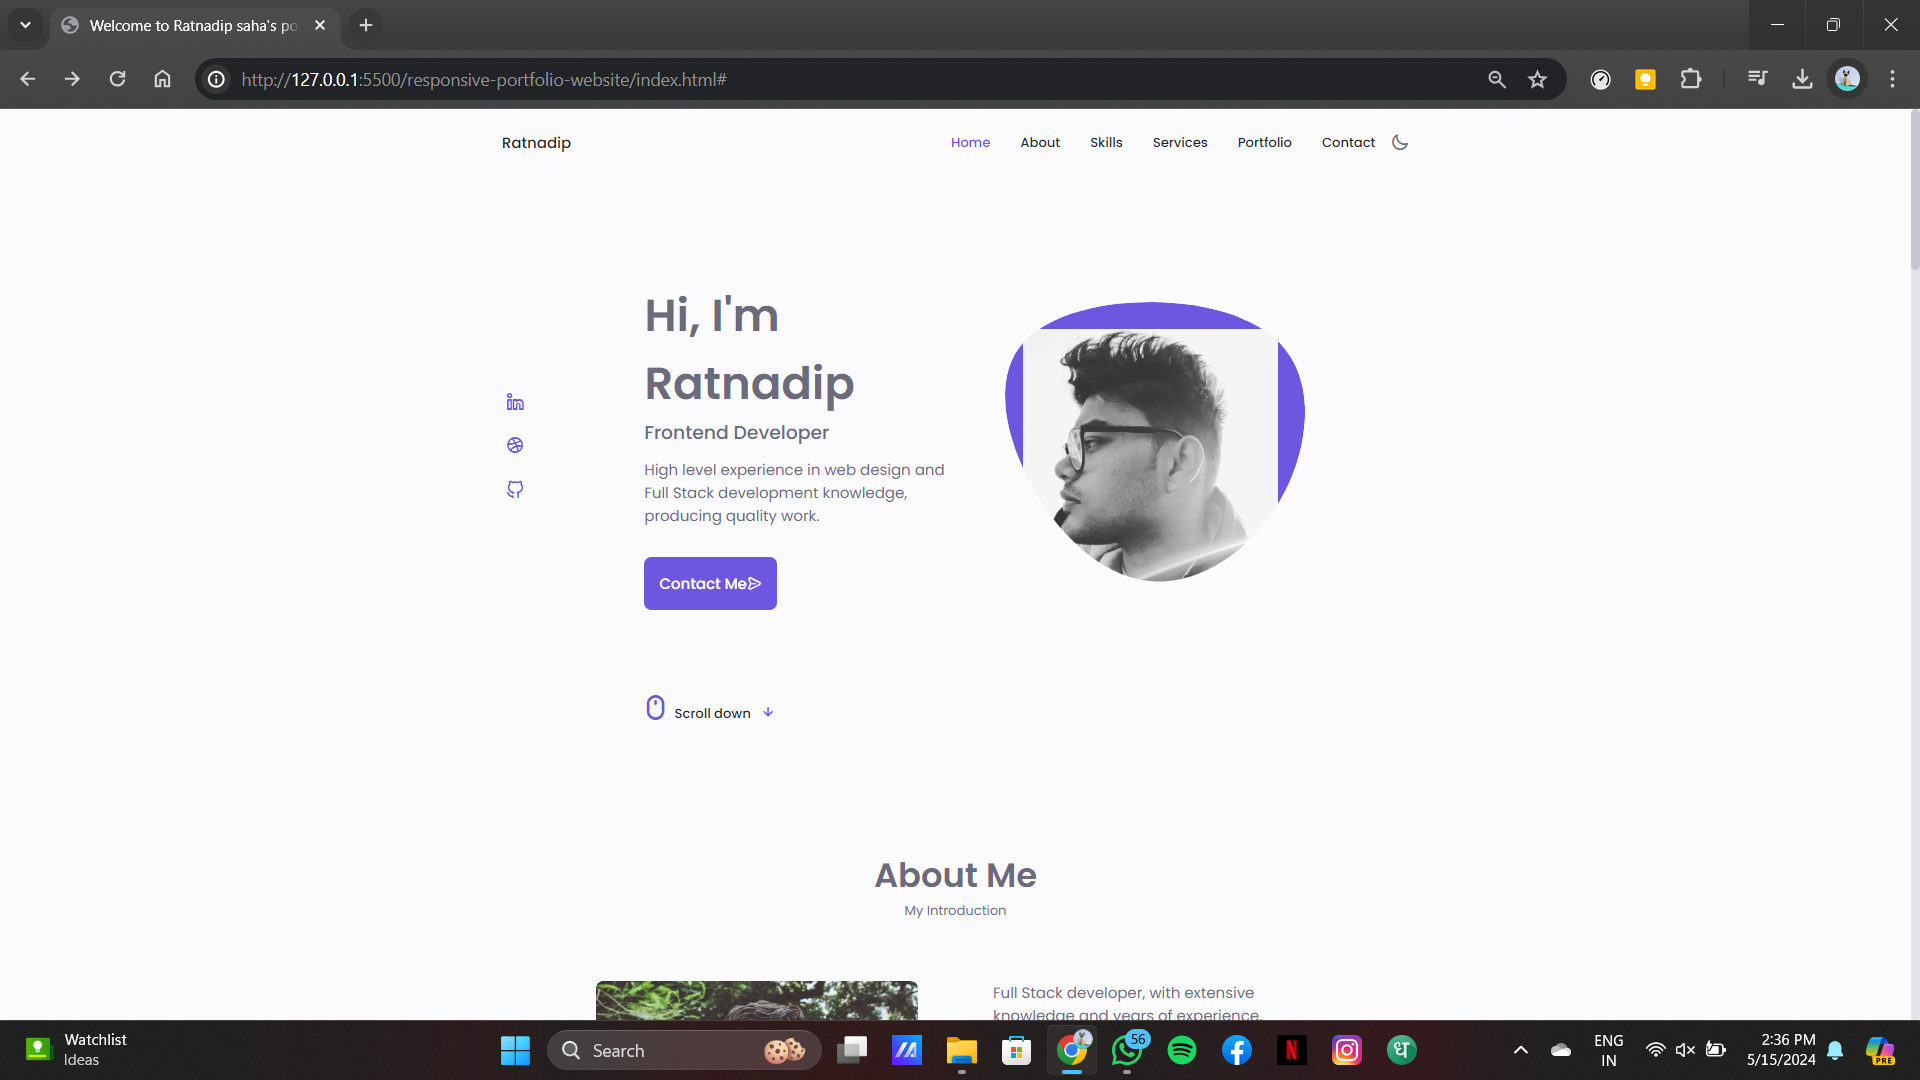 Welcome to Ratnadip saha's po
http://127.0.0.1:5500/responsive-portfolio-website/index.html#
Ratnadip
Home
About
Skills
Services
Portfolio
Contact
Hi, I'm
Ratnadip
Frontend Developer
High level experience in web design and
Full Stack development knowledge,
producing quality work.
Contact Me
Scroll down
About Me
My Introduction
Full Stack developer, with extensive
knowledge and years of experience,
Watchlist
Ideas
Search
56
ENG
IN
2:36 PM
5/15/2024
PRE
N
धा